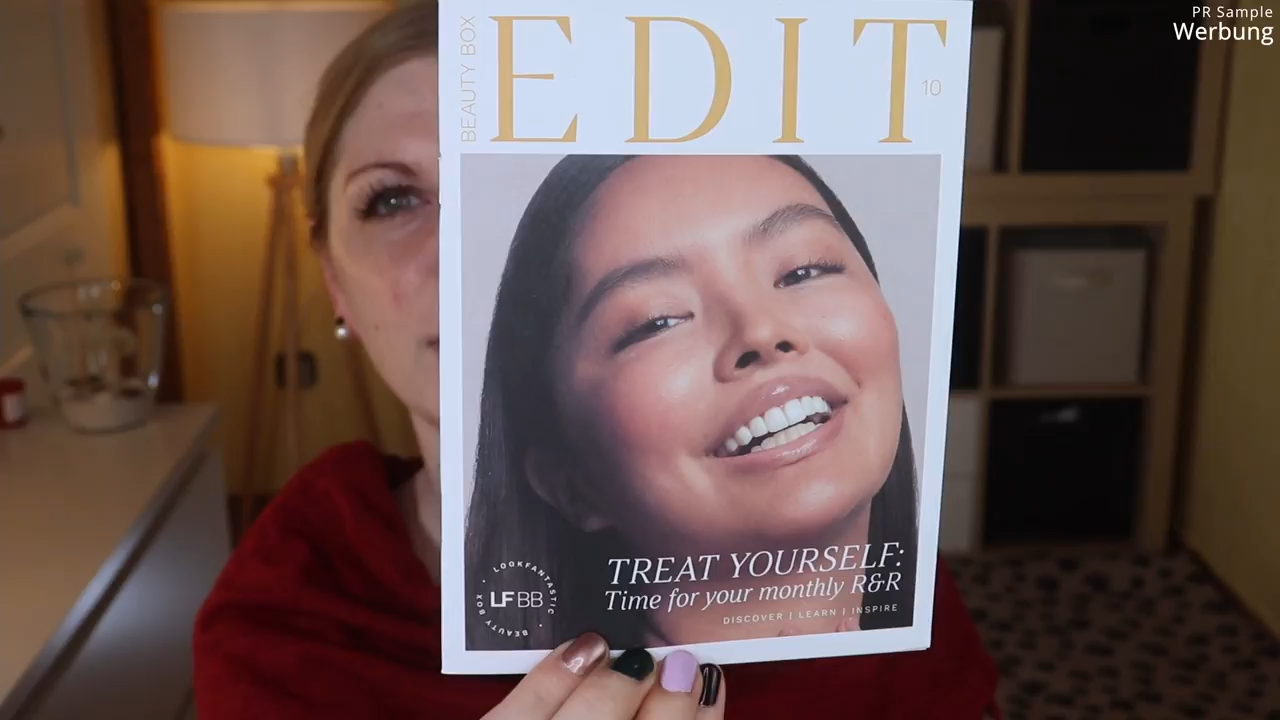 PR Sample
Werbung
BEAUTY BOX
EDIT
10
TREAT YOURSELF:
Time for your monthly R&R
DISCOVER | LEARN | INSPIRE
LOOKFANTASTIC
LF BB
BEAUTY BOX